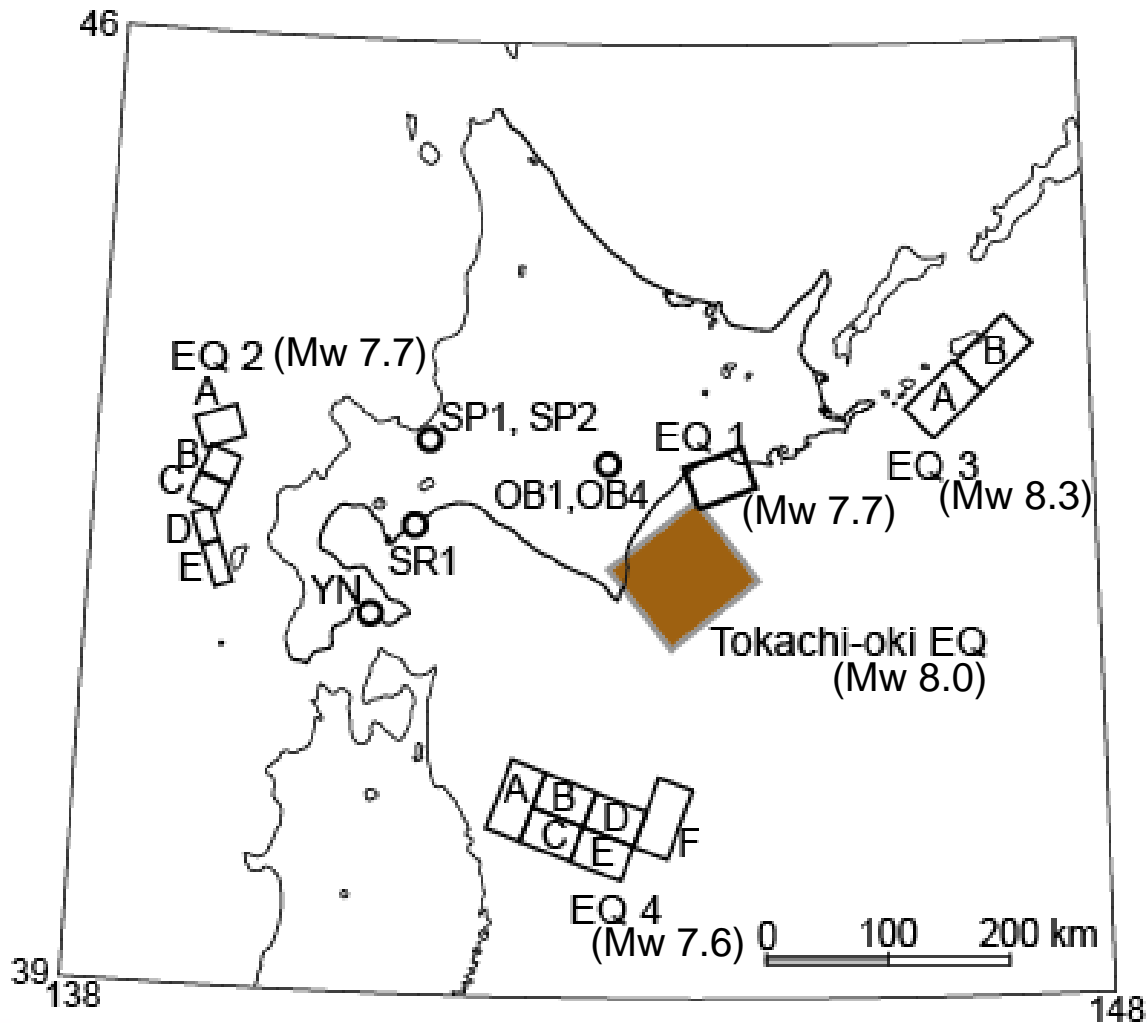 46
EQ 2 (Mw 7.7)
A
B
C
D
E
SP1, SP2
EQ 1
(Mw 7.7)
OB1,OB4
SR1
YN
B
A
EQ 3
(Mw 8.3)
Tokachi-oki EQ
(Mw 8.0)
A
B
D
C
E
F
EQ 4
(Mw 7.6)
0 100 200 km
39
138
148